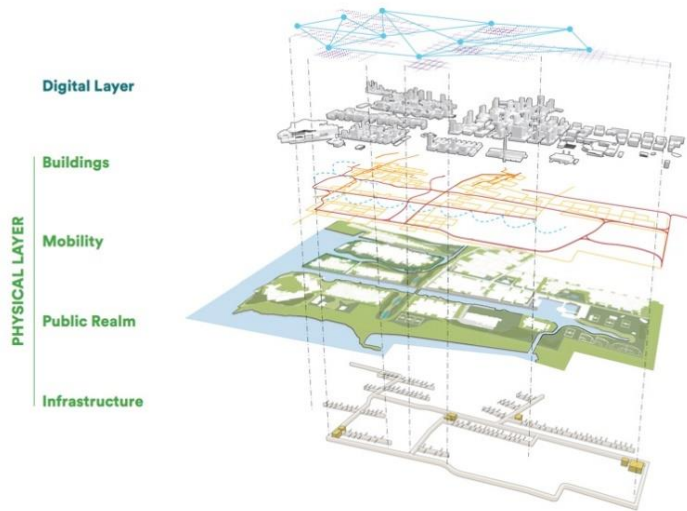 Digital Layer
Buildings
Mobility
PHYSICAL LAYER
Public Realm
Infrastructure